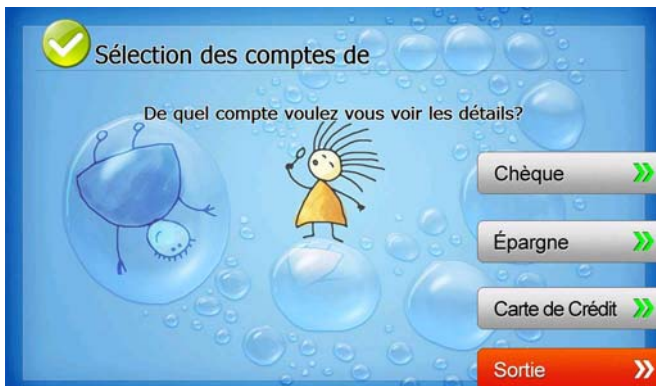 Sélection des comptes de
De quel compte voulez vous voir les détails?
Chèque
Épargne
Carte de Crédit
Sortie